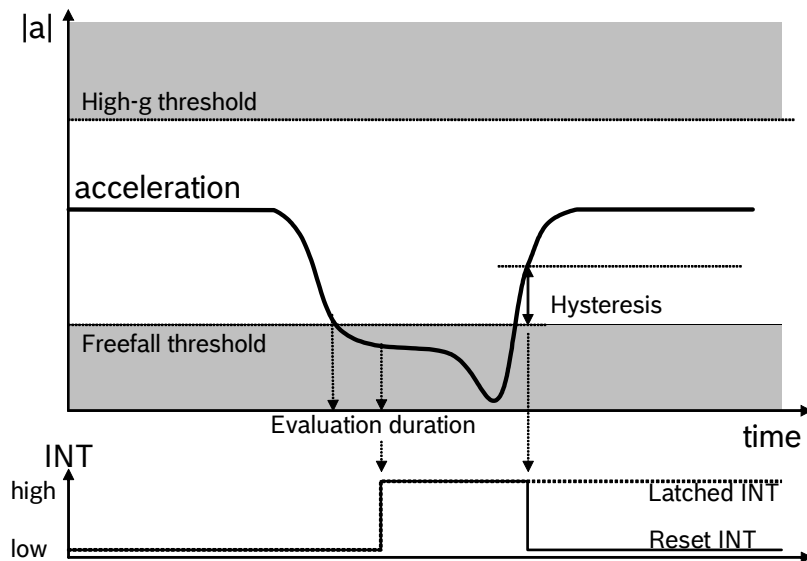 |a|
High-g threshold
acceleration
Hysteresis
Freefall threshold
Evaluation duration
time
INT
high
Latched INT
Reset INT
low